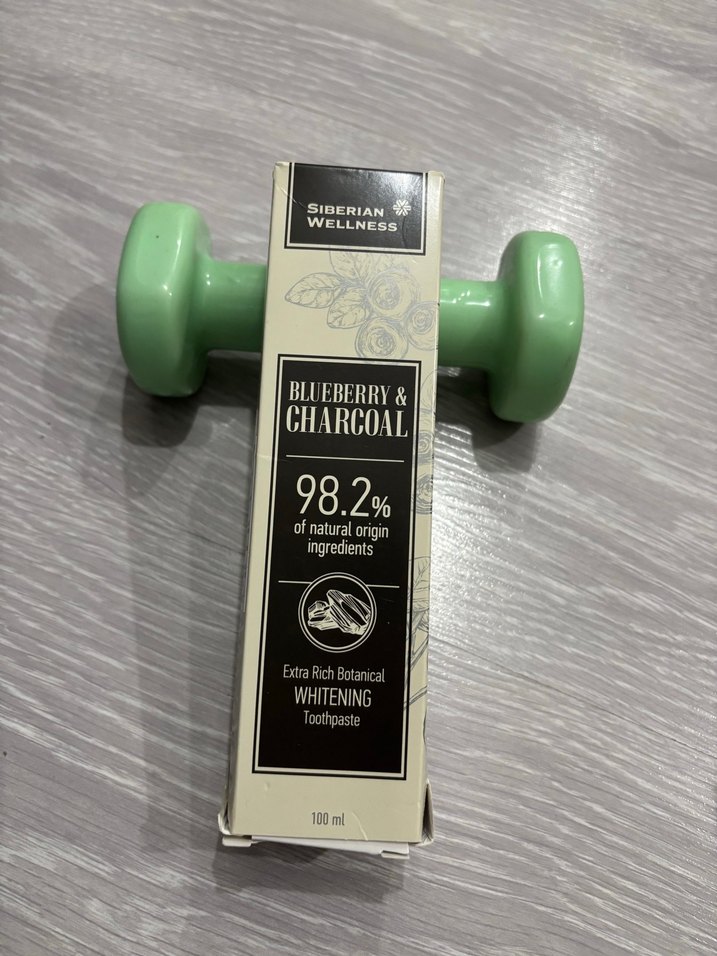 SIBERIAN
WELLNESS
BLUEBERRY &
CHARCOAL
98.2%
of natural origin
ingredients
Extra Rich Botanical
WHITENING
Toothpaste
100 ml